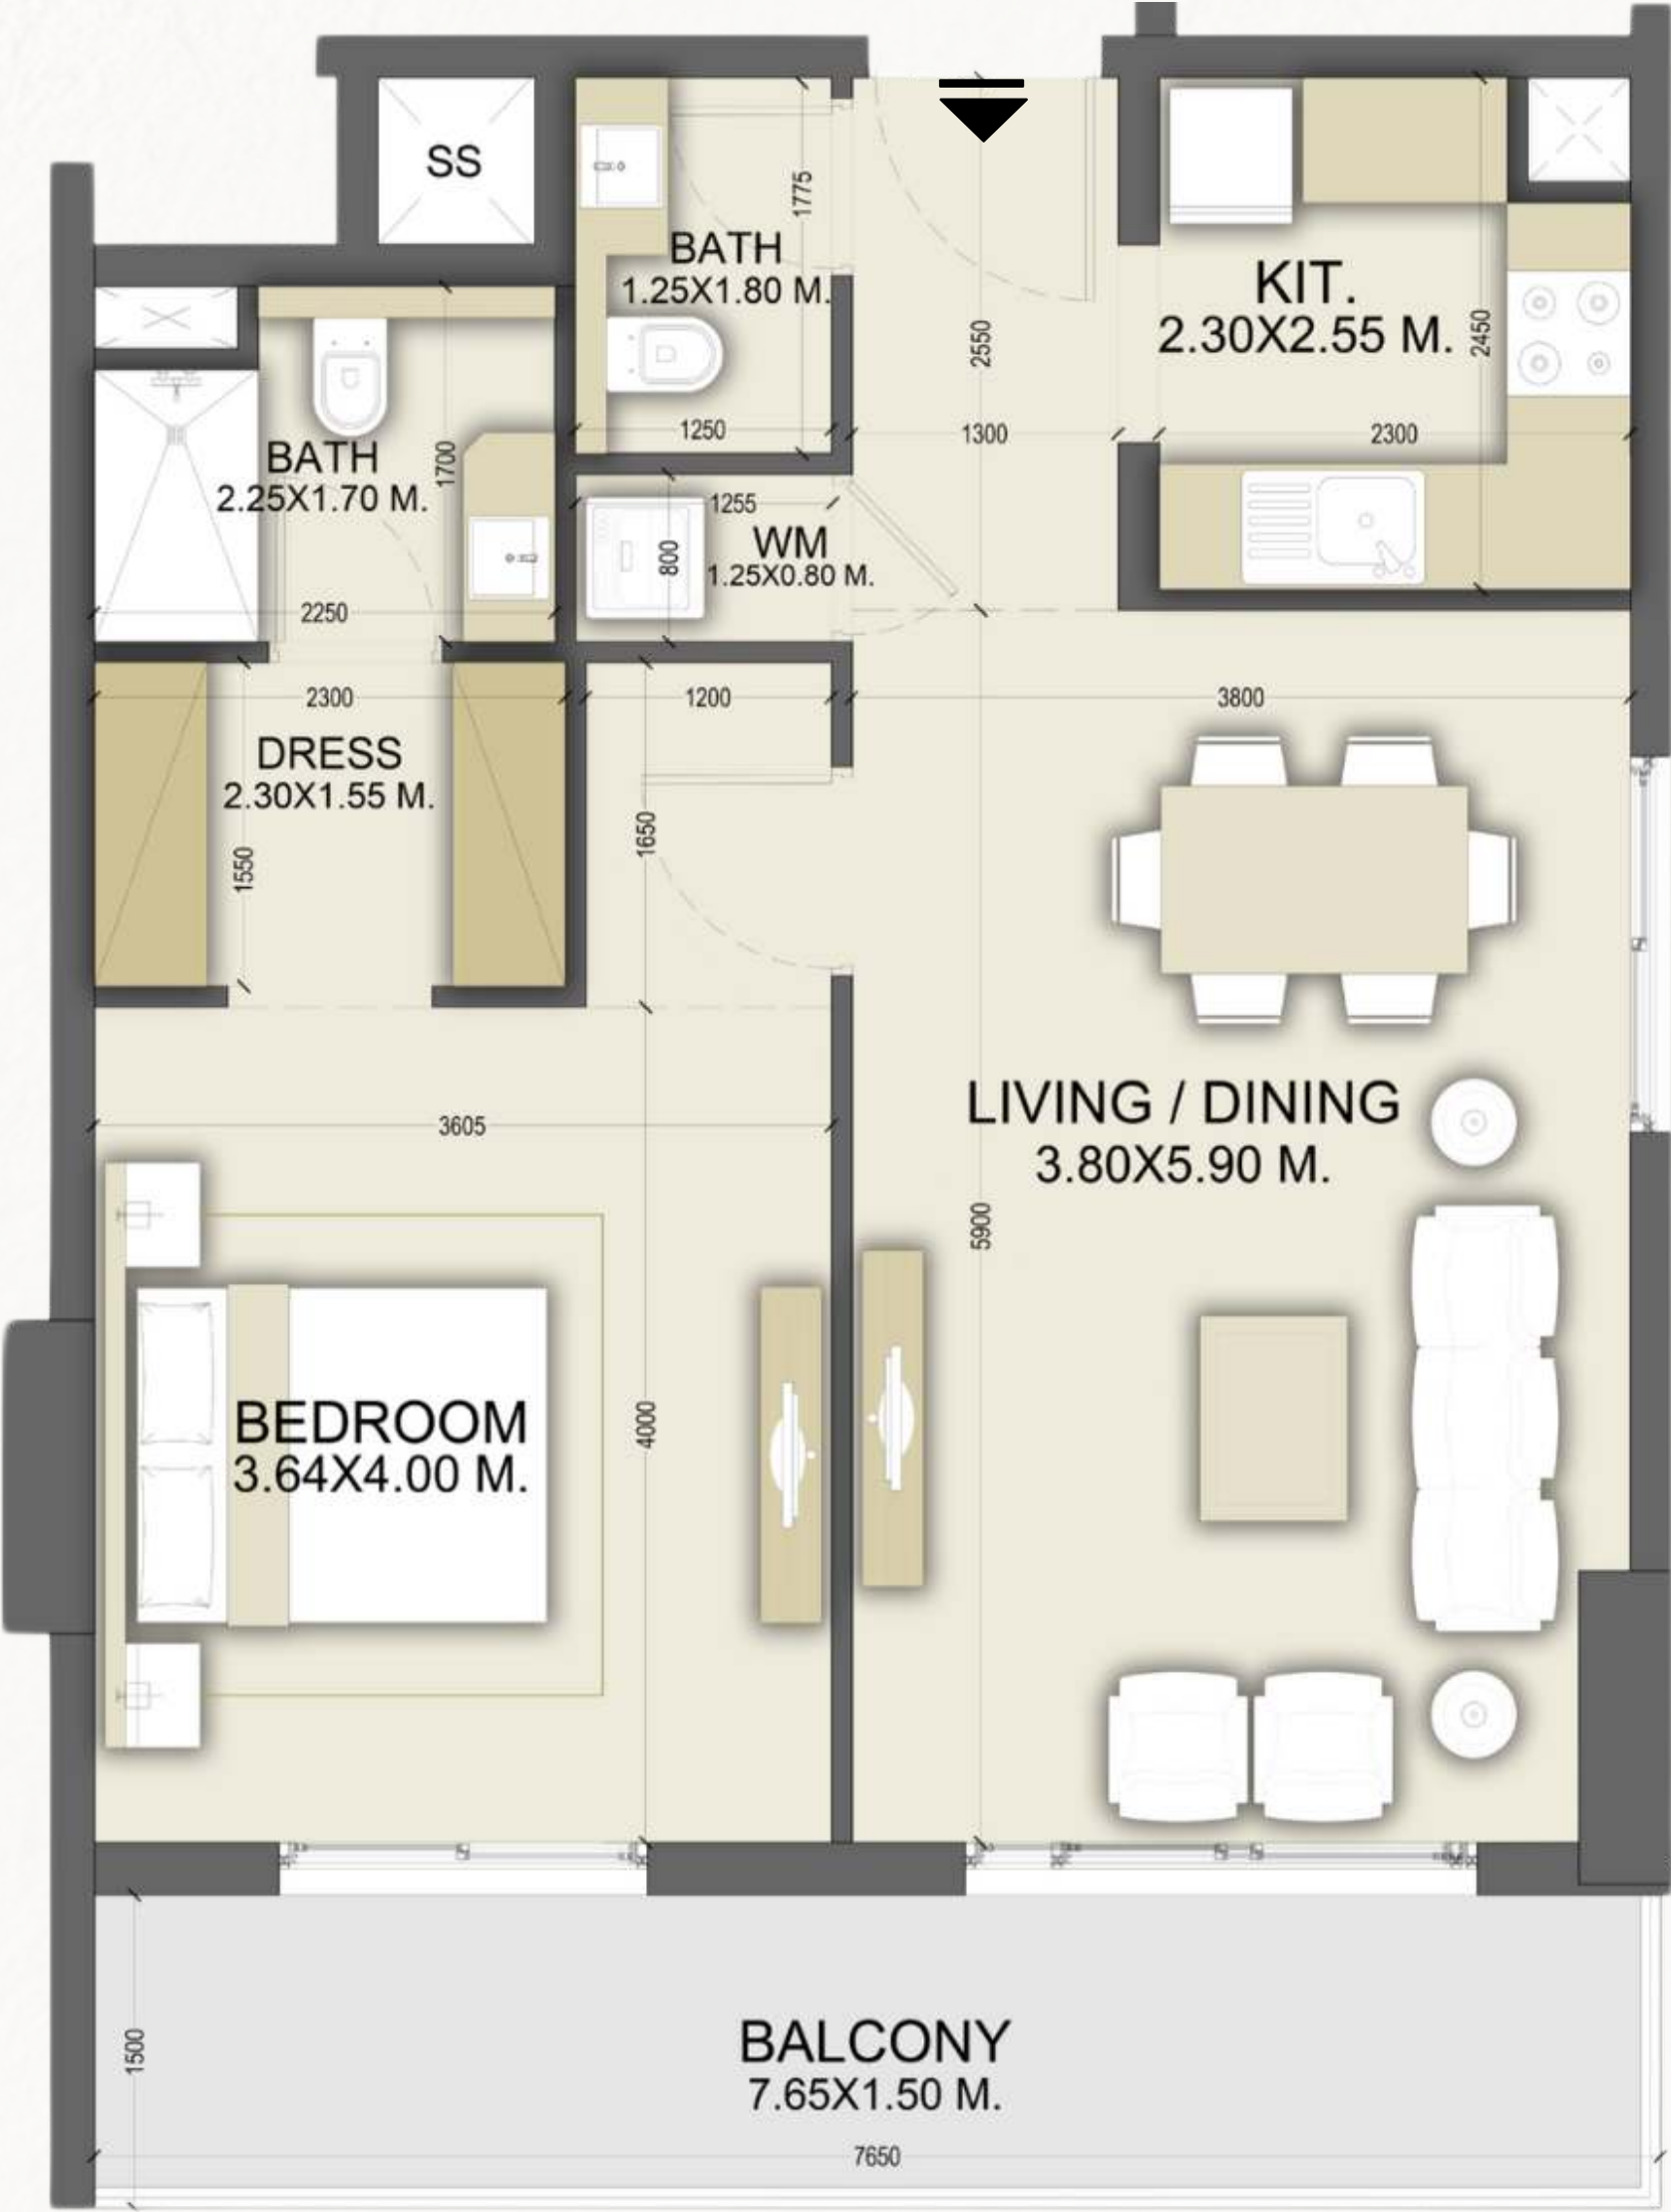 SS
1775
BATH
1.25X1.80 M.
KIT.
2.30X2.55 M.
2450
2550
1250
1300
2300
BATH
2.25X1.70 M.
1700
1255
WM
1.25X0.80 M.
800
2250
2300
1200
3800
DRESS
2.30X1.55 M.
1550
1650
LIVING / DINING
3.80X5.90 M.
3605
5900
BEDROOM
3.64X4.00 M.
4000
BALCONY
7.65X1.50 M.
1500
7650